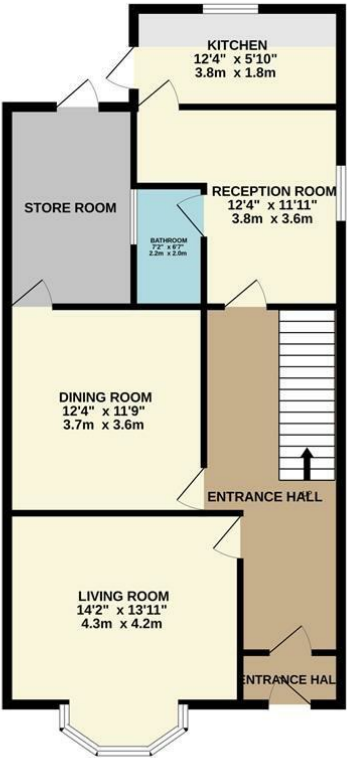 KITCHEN
12'4" x 5'10"
3.8m x 1.8m
STORE ROOM
RECEPTION ROOM
12'4" x 11'11"
3.8m x 3.6m
BATHROOM
7'2" x 6'7"
2.2m x 2.0m
DINING ROOM
12'4" x 11'9"
3.7m x 3.6m
ENTRANCE HALL
LIVING ROOM
14'2" x 13'11"
4.3m x 4.2m
ENTRANCE HAL